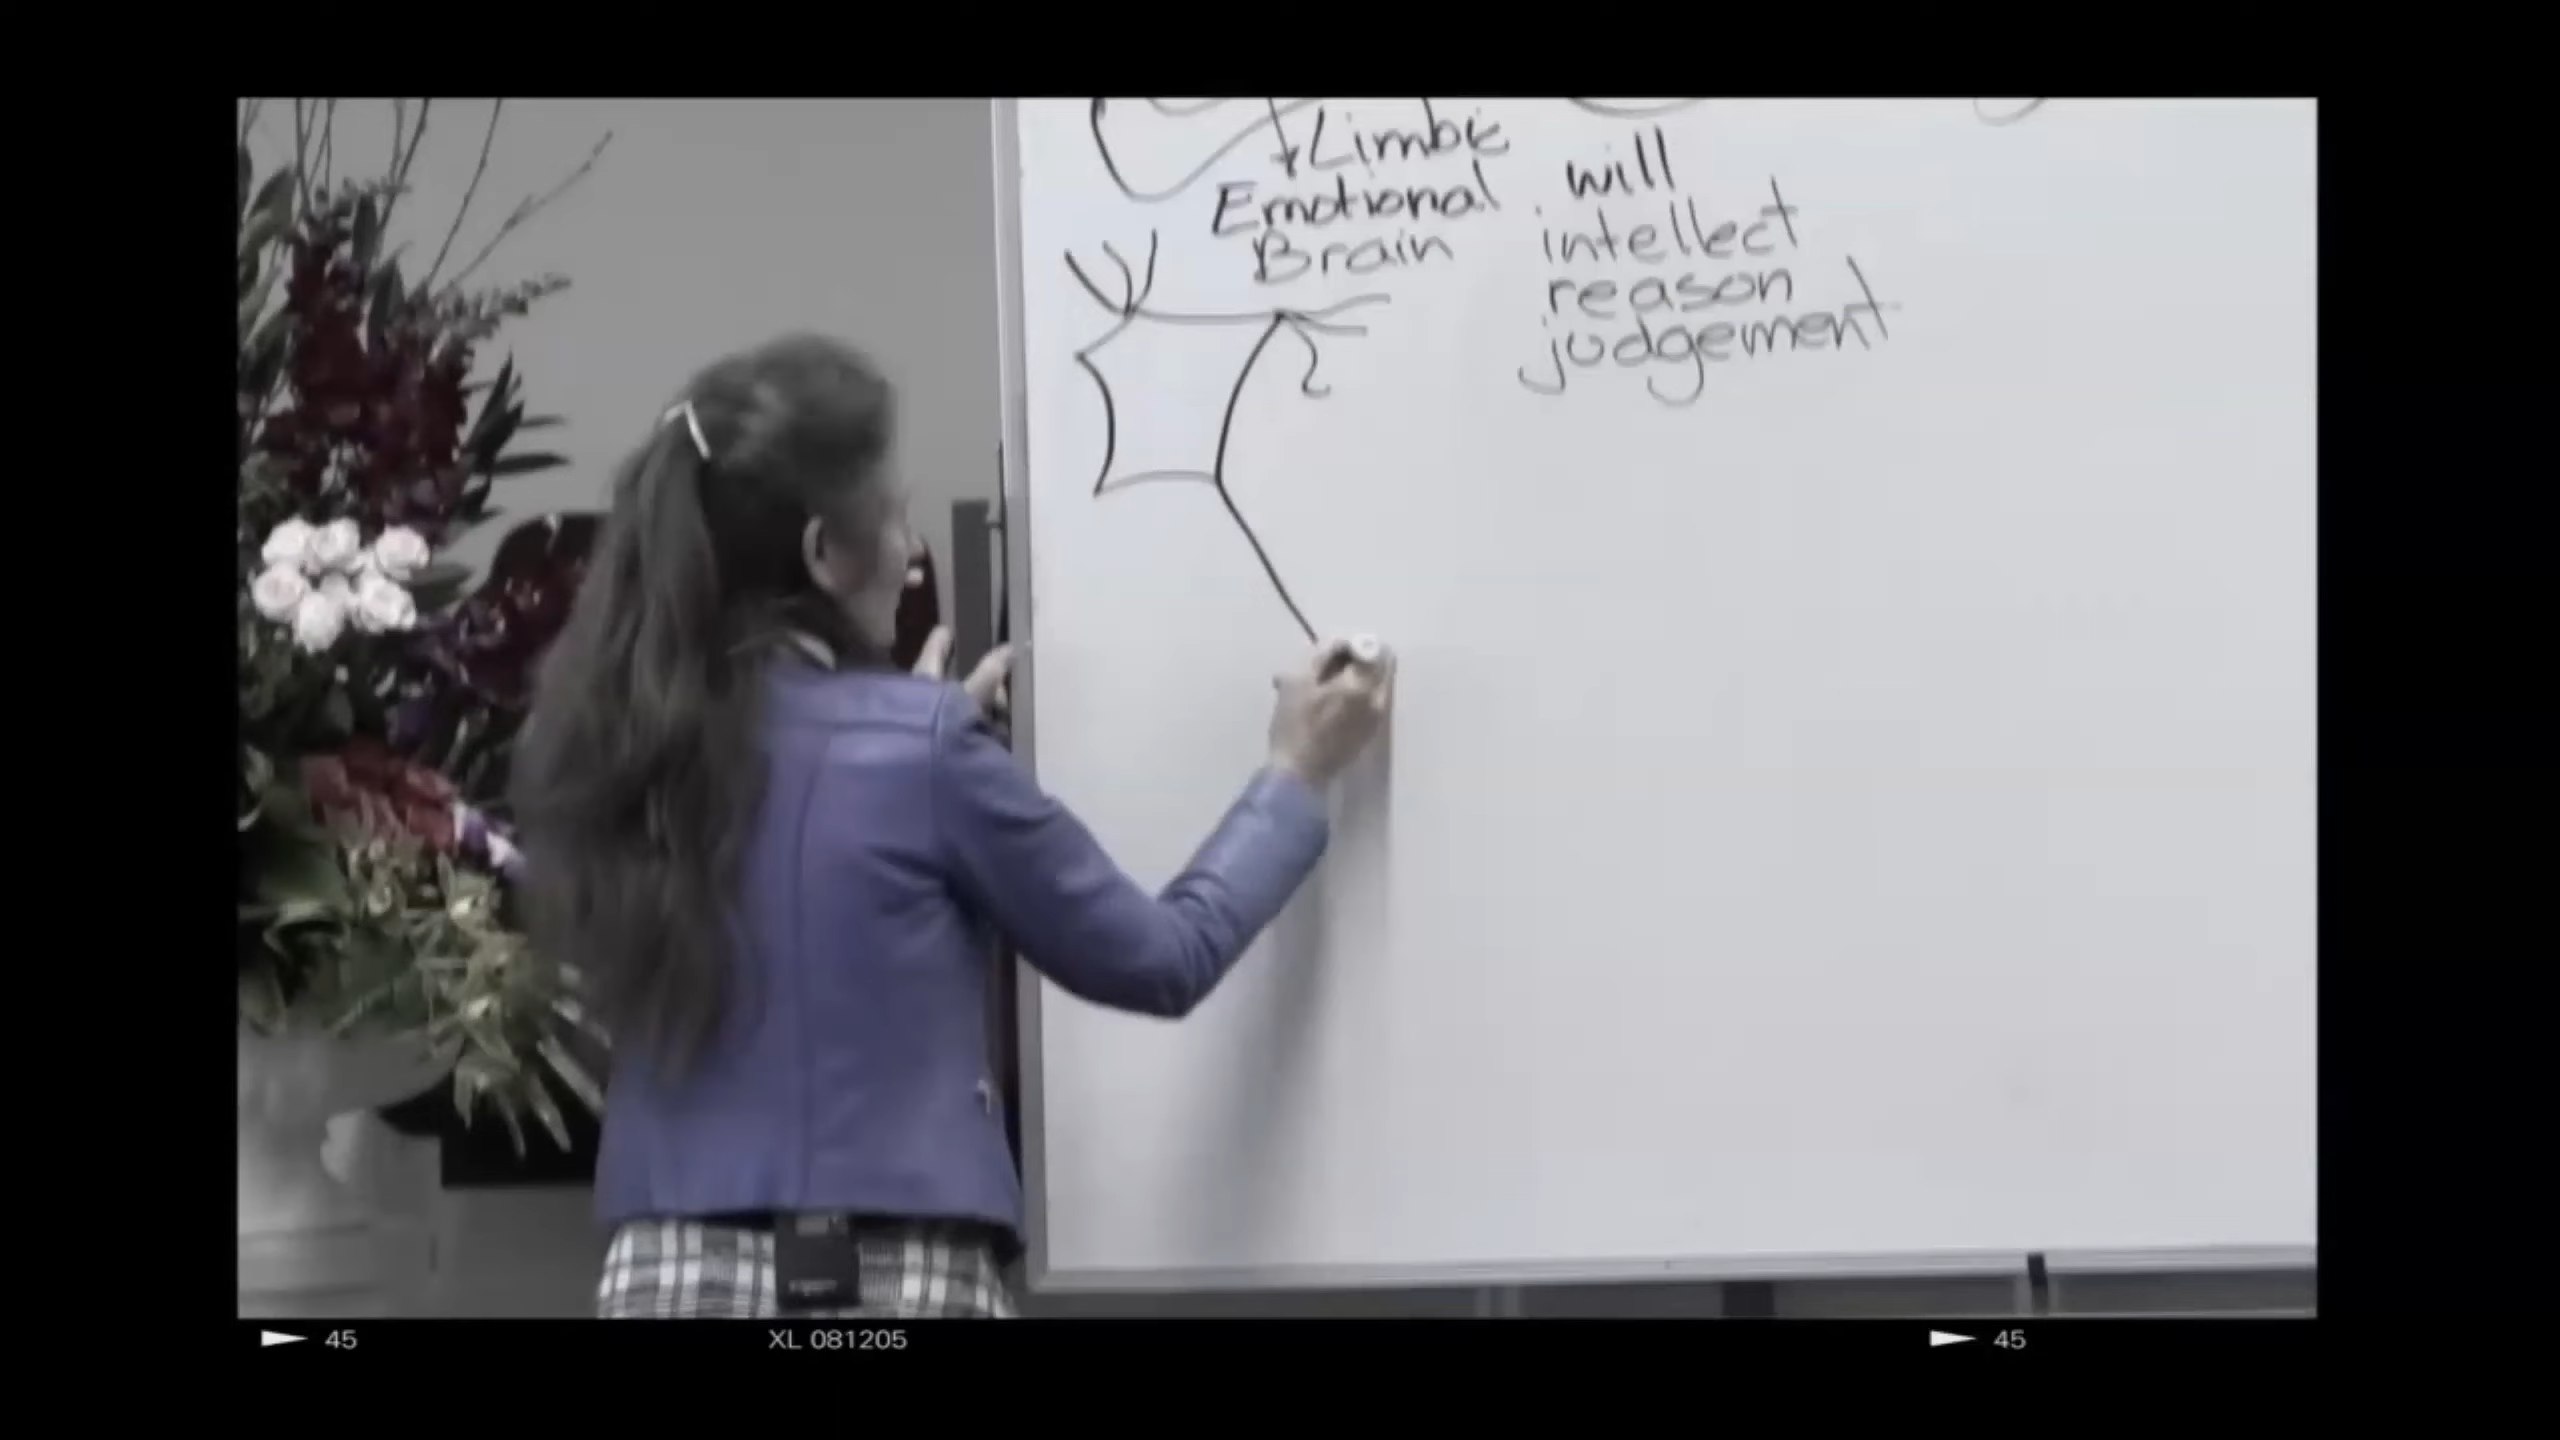 Limbic
Emotional
Brain
will
intellect
reason
judgement
45
XL 081205
45